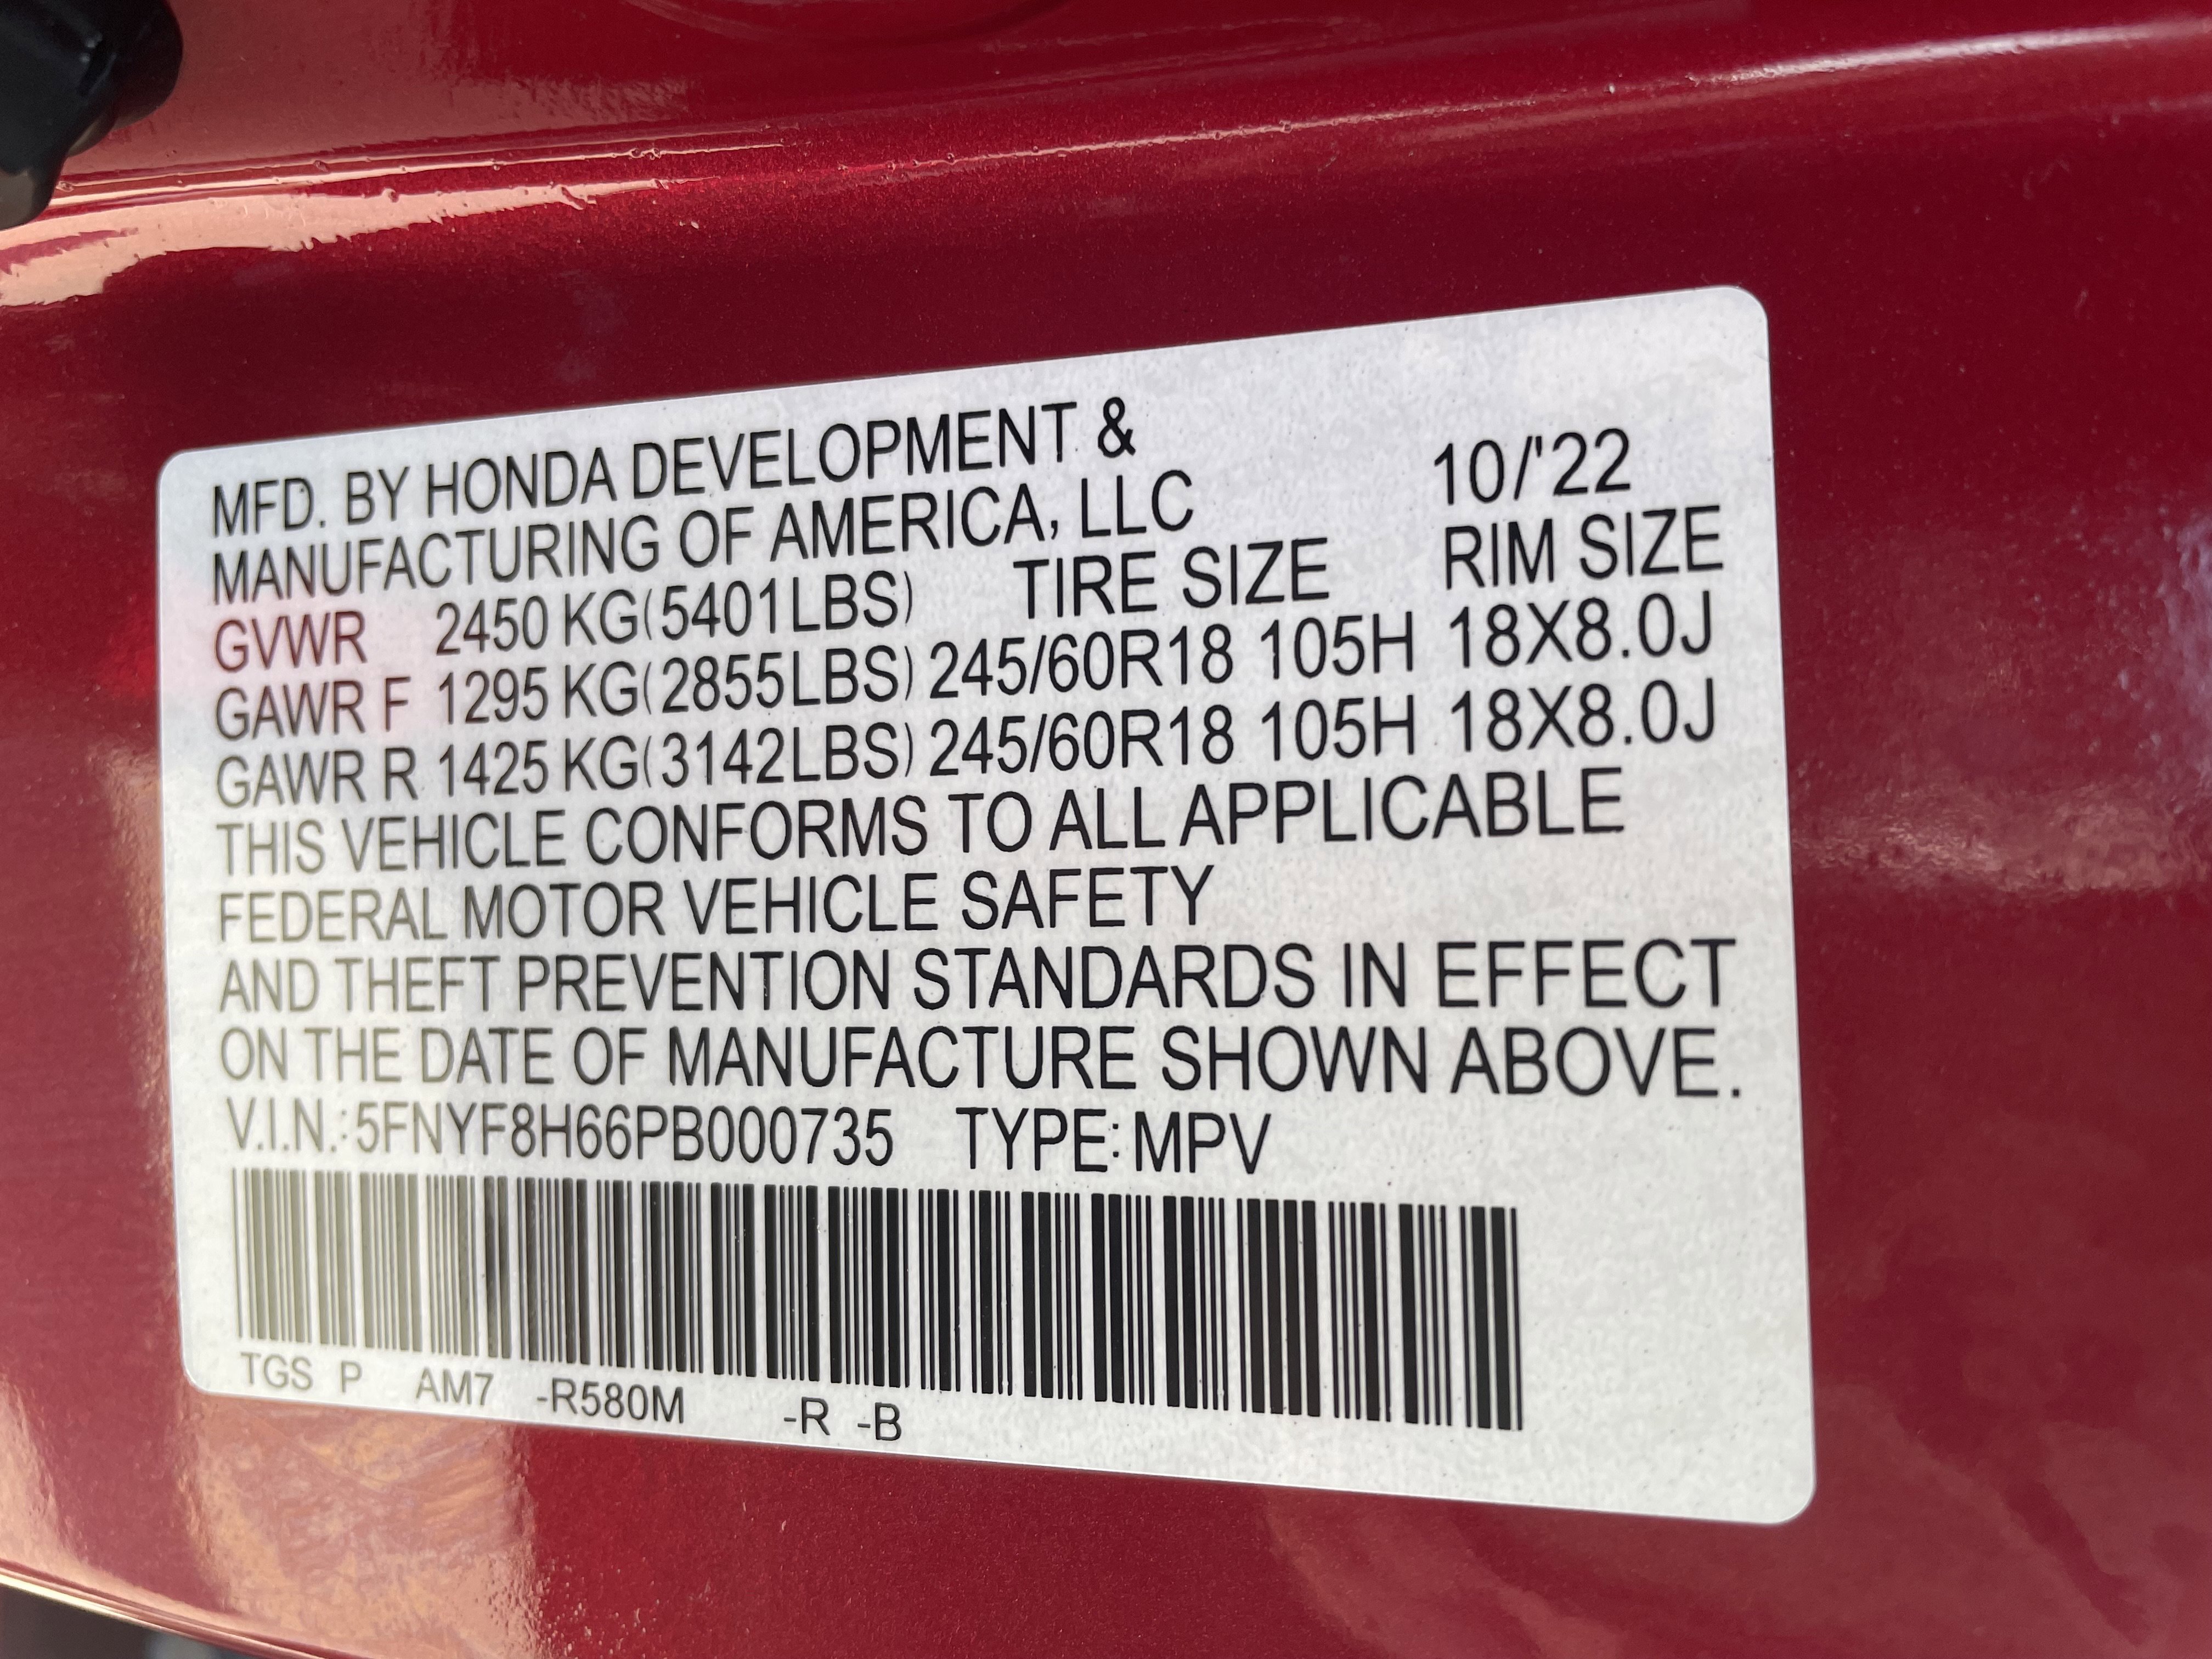 MFD. BY HONDA DEVELOPMENT &
MANUFACTURING OF AMERICA, LLC 10/'22
GVWR 2450 KG(5401LBS) TIRE SIZE RIM SIZE
GAWR F 1295 KG(2855LBS) 245/60R18 105H 18X8.0J
GAWR R 1425 KG(3142LBS) 245/60R18 105H 18X8.0J
THIS VEHICLE CONFORMS TO ALL APPLICABLE
FEDERAL MOTOR VEHICLE SAFETY
AND THEFT PREVENTION STANDARDS IN EFFECT
ON THE DATE OF MANUFACTURE SHOWN ABOVE.
V.I.N.:5FNYF8H66PB000735 TYPE:MPV
TGS P AM7 -R580M -R -B